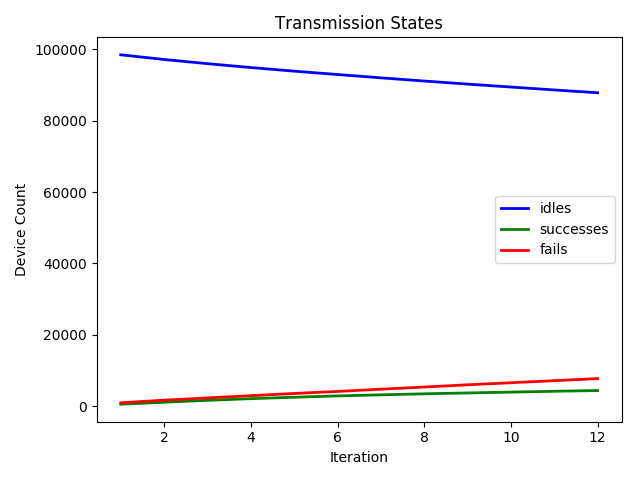 Transmission States
100000
80000
60000
40000
20000
0
Device Count
idles
successes
fails
2 4 6 8 10 12
Iteration